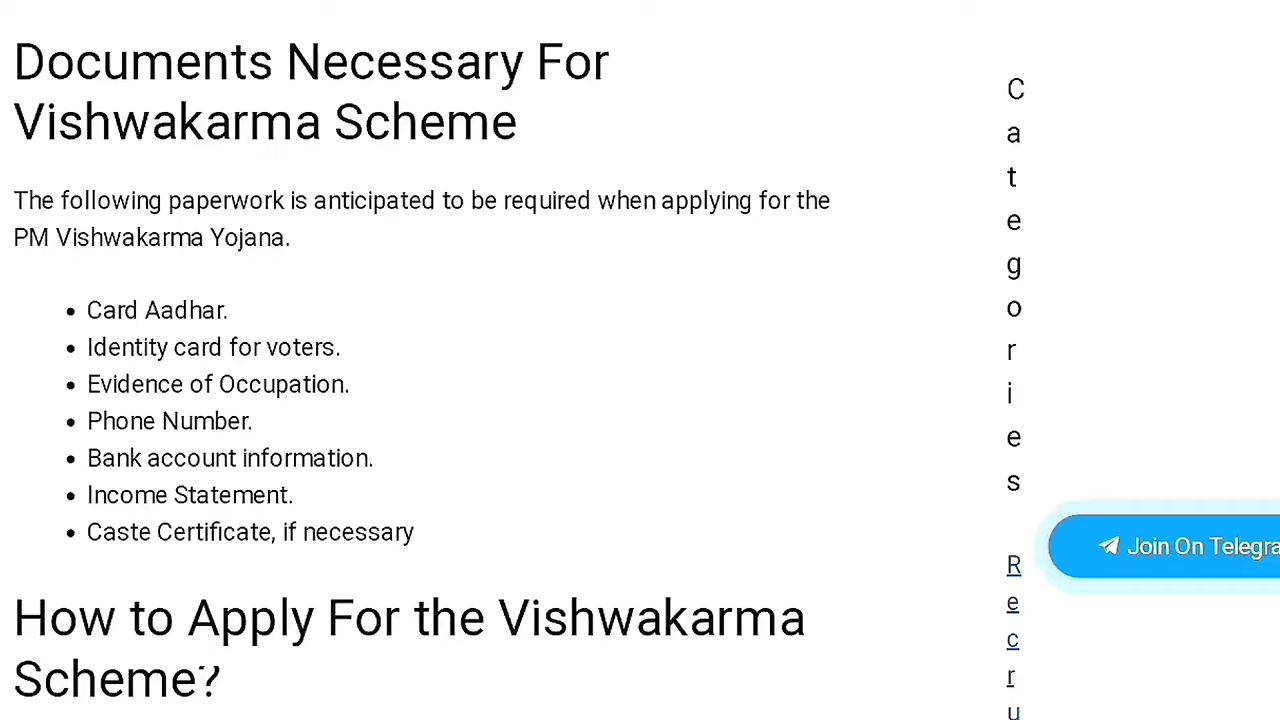 Documents Necessary For
Vishwakarma Scheme
The following paperwork is anticipated to be required when applying for the
PM Vishwakarma Yojana.
• Card Aadhar.
• Identity card for voters.
• Evidence of Occupation.
• Phone Number.
• Bank account information.
• Income Statement.
• Caste Certificate, if necessary
How to Apply For the Vishwakarma
Scheme?
C
a
t
e
g
o
r
i
e
s
R
e
c
r
u
Join On Telegra